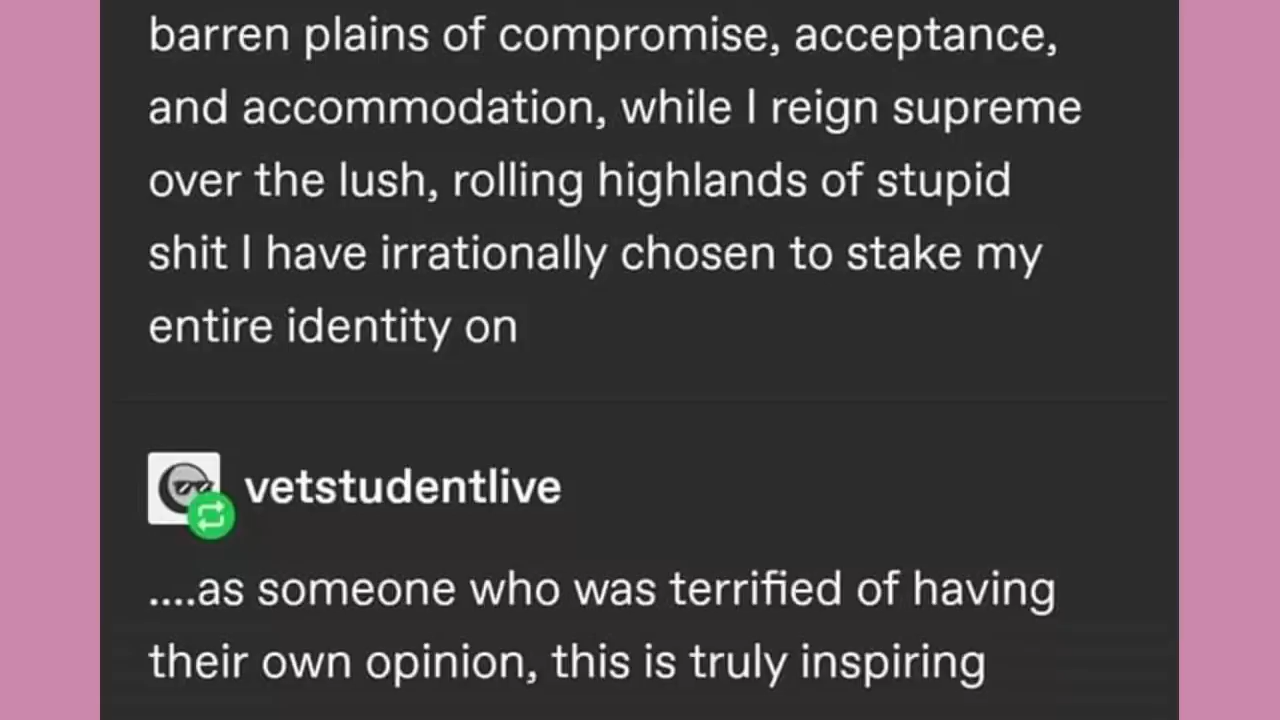 barren plains of compromise, acceptance,
and accommodation, while I reign supreme
over the lush, rolling highlands of stupid
shit I have irrationally chosen to stake my
entire identity on
vetstudentlive
....as someone who was terrified of having
their own opinion, this is truly inspiring